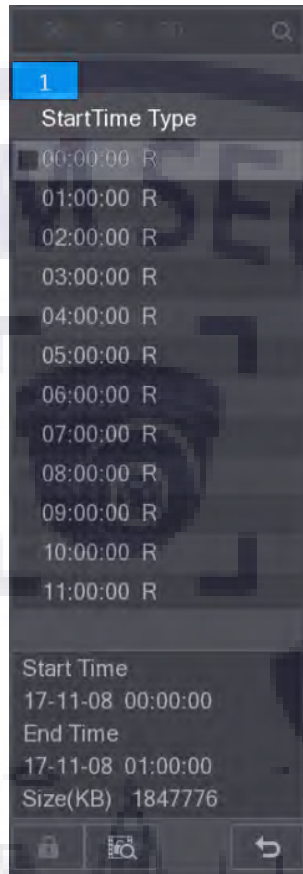 1
StartTime Type
00:00:00 R
01:00:00 R
02:00:00 R
03:00:00 R
04:00:00 R
05:00:00 R
06:00:00 R
07:00:00 R
08:00:00 R
09:00:00 R
10:00:00 R
11:00:00 R
Start Time
17-11-08 00:00:00
End Time
17-11-08 01:00:00
Size(KB) 1847776